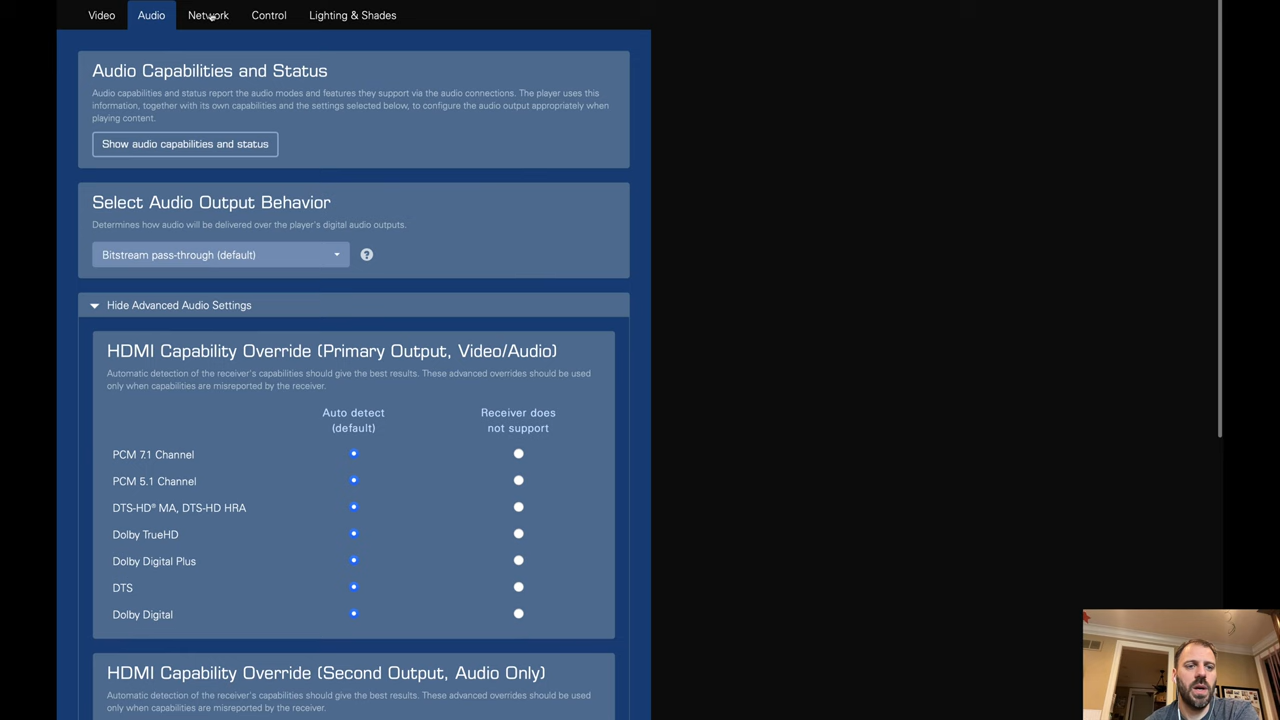 Video Audio Network Control Lighting & Shades
Audio Capabilities and Status
Audio capabilities and status report the audio modes and features they support via the audio connections. The player uses this
information, together with its own capabilities and the settings selected below, to configure the audio output appropriately when
playing content.
Show audio capabilities and status
Select Audio Output Behavior
Determines how audio will be delivered over the player's digital audio outputs.
Bitstream pass-through (default) ?
Hide Advanced Audio Settings
HDMI Capability Override (Primary Output, Video/Audio)
Automatic detection of the receiver's capabilities should give the best results. These advanced overrides should be used
only when capabilities are misreported by the receiver.
Auto detect Receiver does
(default) not support
PCM 7.1 Channel
PCM 5.1 Channel
DTS-HD® MA, DTS-HD HRA
Dolby TrueHD
Dolby Digital Plus
DTS
Dolby Digital
HDMI Capability Override (Second Output, Audio Only)
Automatic detection of the receiver's capabilities should give the best results. These advanced overrides should be used
only when capabilities are misreported by the receiver.